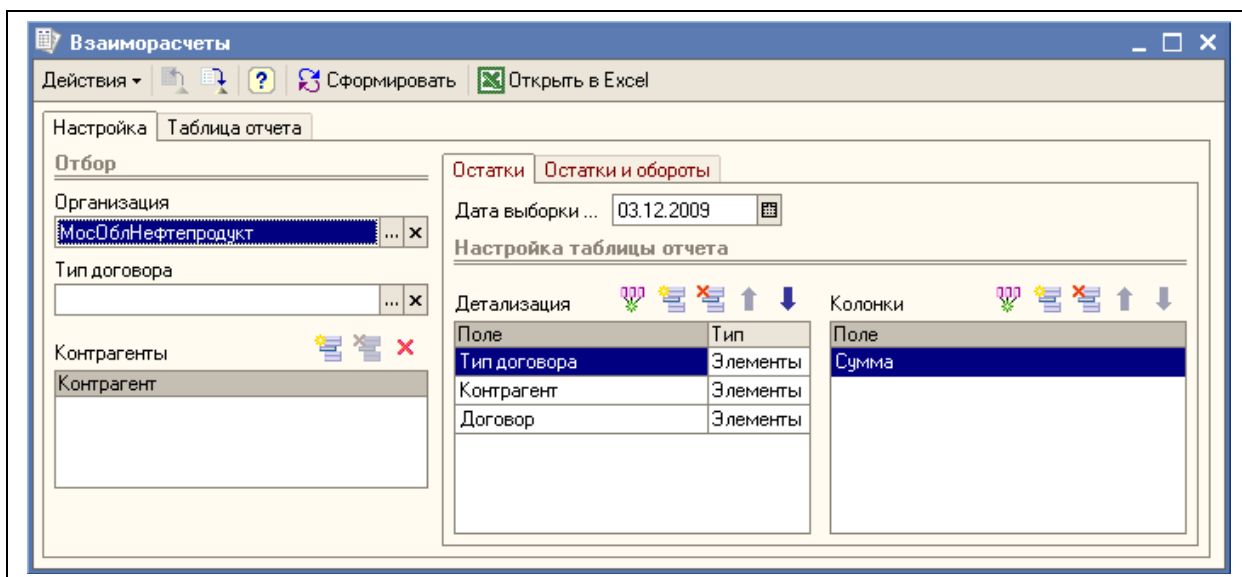 Взаиморасчеты
Действия Сформировать Открыть в Excel
Настройка Таблица отчета
Отбор
Организация
МосОблНефтепродукт ...
Тип договора
...
Контрагенты
Контрагент
Остатки Остатки и обороты
Дата выборки ... 03.12.2009
Настройка таблицы отчета
Детализация
Поле Тип
Тип договора Элементы
Контрагент Элементы
Договор Элементы
Колонки
Поле
Сумма